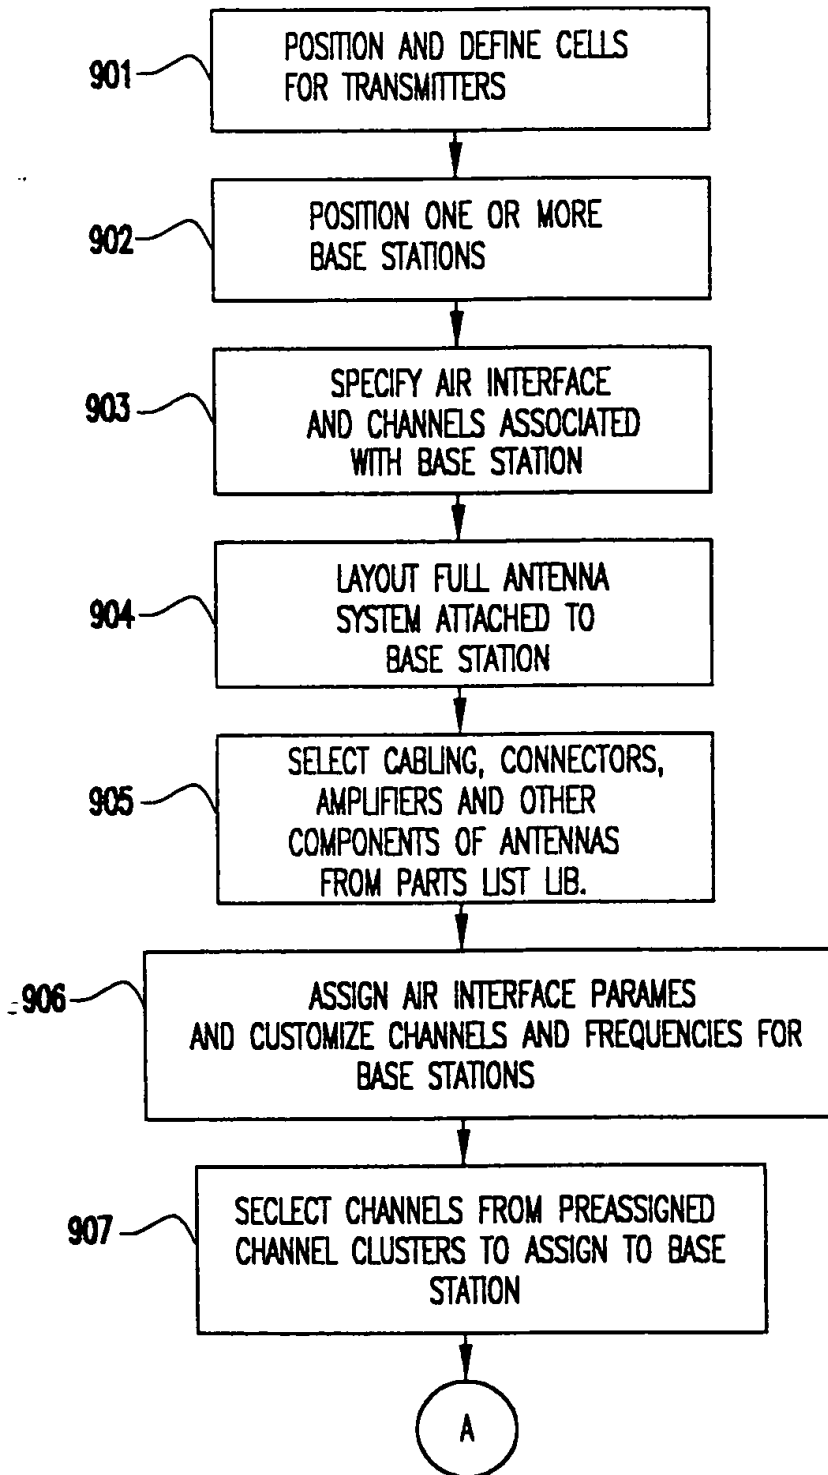 901
POSITION AND DEFINE CELLS
FOR TRANSMITTERS
902
POSITION ONE OR MORE
BASE STATIONS
903
SPECIFY AIR INTERFACE
AND CHANNELS ASSOCIATED
WITH BASE STATION
904
LAYOUT FULL ANTENNA
SYSTEM ATTACHED TO
BASE STATION
905
SELECT CABLING, CONNECTORS,
AMPLIFIERS AND OTHER
COMPONENTS OF ANTENNAS
FROM PARTS LIST LIB.
906
ASSIGN AIR INTERFACE PARAMES
AND CUSTOMIZE CHANNELS AND FREQUENCIES FOR
BASE STATIONS
907
SECLECT CHANNELS FROM PREASSIGNED
CHANNEL CLUSTERS TO ASSIGN TO BASE
STATION
A